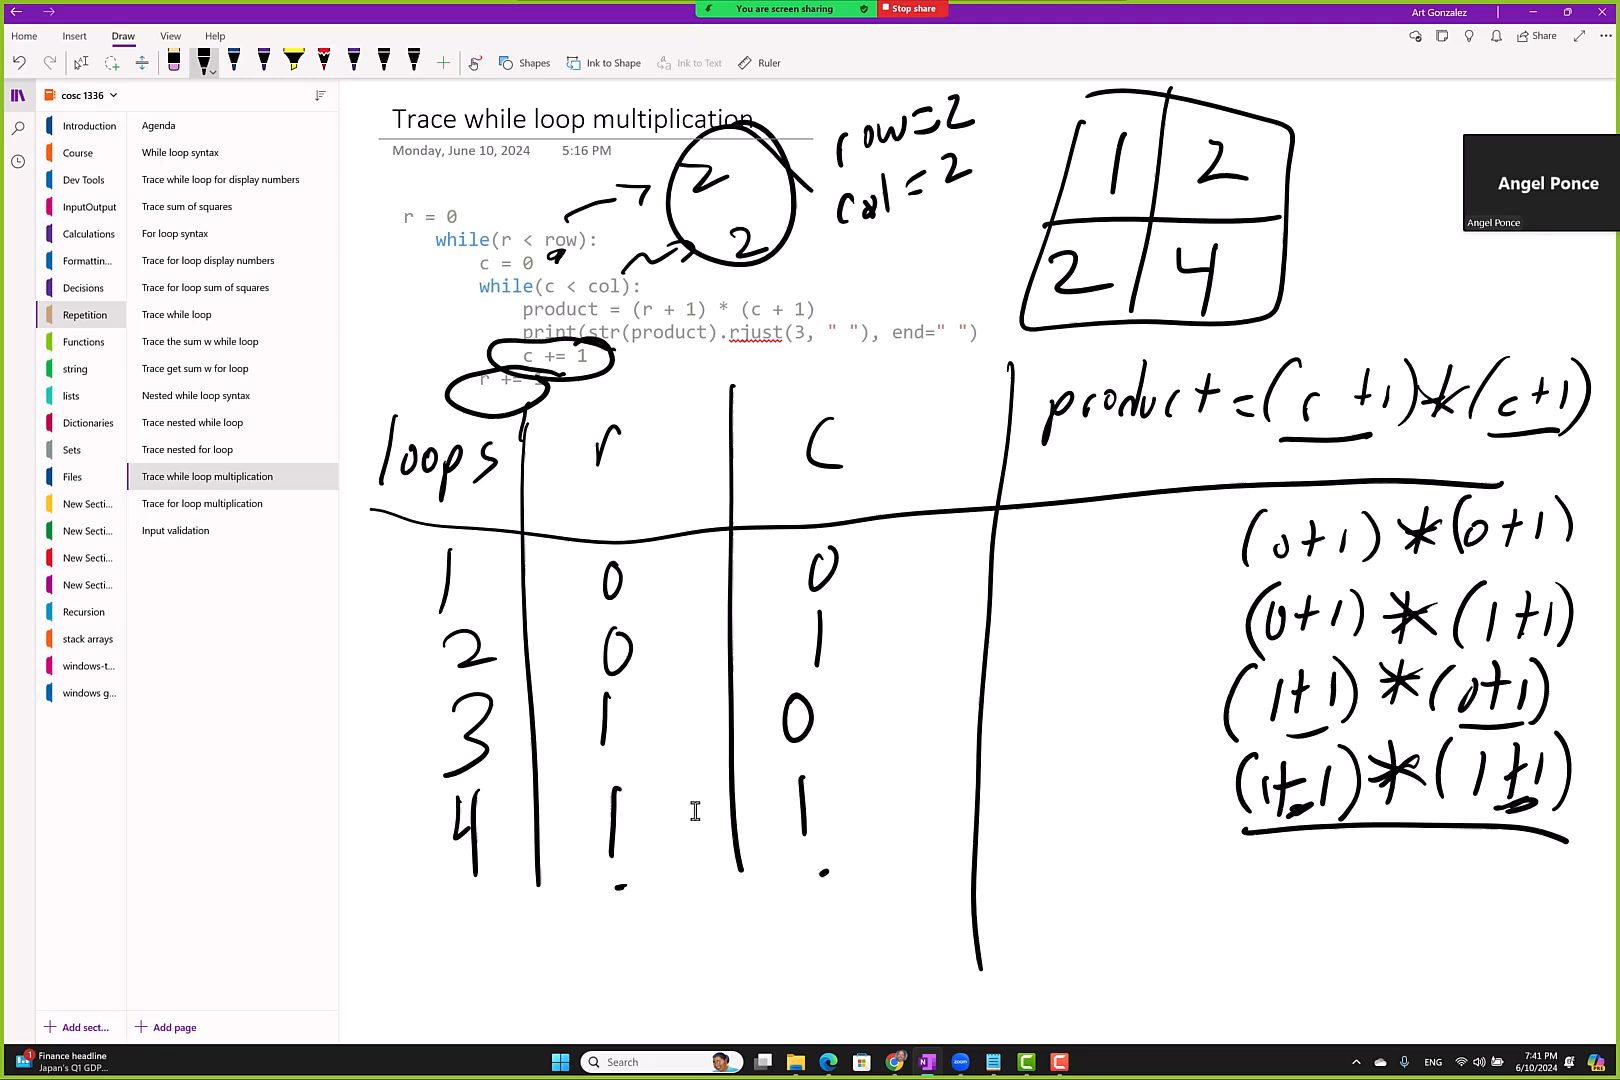 You are screen sharing
Stop share
Art Gonzalez
Home Insert Draw View Help
Share
Shapes Ink to Shape Ink to Text Ruler
cosc 1336
Introduction
Course
Dev Tools
InputOutput
Calculations
Formattin...
Decisions
Repetition
Functions
string
lists
Dictionaries
Sets
Files
New Secti...
New Secti...
New Secti...
New Secti...
Recursion
stack arrays
windows-t...
windows g...
Add sect...
Agenda
While loop syntax
Trace while loop for display numbers
Trace sum of squares
For loop syntax
Trace for loop display numbers
Trace for loop sum of squares
Trace while loop
Trace the sum w while loop
Trace get sum w for loop
Nested while loop syntax
Trace nested while loop
Trace nested for loop
Trace while loop multiplication
Trace for loop multiplication
Input validation
Add page
Trace while loop multiplication
Monday, June 10, 2024 5:16 PM
r = 0
while(r < row):
c = 0
while(c < col):
product = (r + 1) * (c + 1)
print(str(product).rjust(3, " "), end=" ")
c += 1
r +=
2
2
row=2
col=2
1 2
2 4
Angel Ponce
Angel Ponce
loops r c product=(r+1)*(c+1)
1 0 0 (0+1)*(0+1)
2 0 1 (0+1)*(1+1)
3 1 0 (1+1)*(0+1)
4 1 1 (1+1)*(1+1)
1
Finance headline
Japan's Q1 GDP...
Search
ENG
7:41 PM
6/10/2024